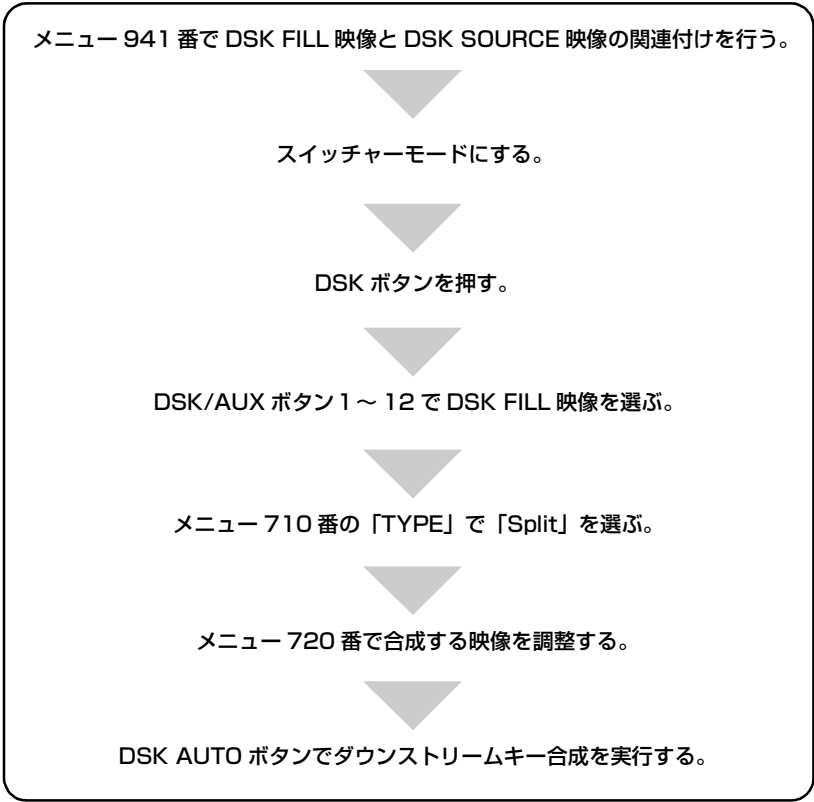 メニュー 941 番で DSK FILL 映像と DSK SOURCE 映像の関連付けを行う。
スイッチャーモードにする。
DSK ボタンを押す。
DSK/AUX ボタン 1 ～ 12 で DSK FILL 映像を選ぶ。
メニュー 710 番の「TYPE」で「Split」を選ぶ。
メニュー 720 番で合成する映像を調整する。
DSK AUTO ボタンでダウンストリームキー合成を実行する。